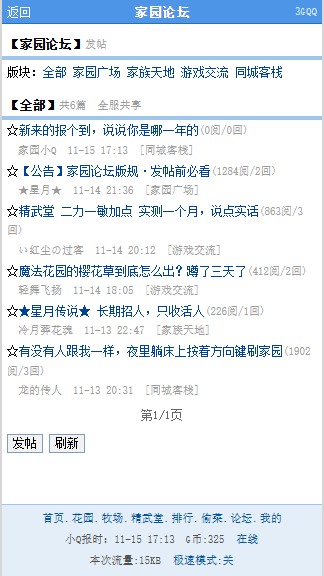 返回 家园论坛 3GQQ
【家园论坛】发帖
版块: 全部 家园广场 家族天地 游戏交流 同城客栈
【全部】共6篇 全服共享
☆新来的报个到，说说你是哪一年的(0阅/0回)
家园小Q 11-15 17:13 [同城客栈]
☆【公告】家园论坛版规·发帖前必看(1284阅/2回)
★星月★ 11-14 21:36 [家园广场]
☆精武堂 二力一敏加点 实测一个月，说点实话(863阅/3
回)
い红尘の过客 11-14 20:12 [游戏交流]
☆魔法花园的樱花草到底怎么出？蹲了三天了(412阅/2回)
轻舞飞扬 11-14 18:05 [游戏交流]
☆★星月传说★ 长期招人，只收活人(226阅/1回)
冷月葬花魂 11-13 22:47 [家族天地]
☆有没有人跟我一样，夜里躺床上按着方向键刷家园(1902
阅/3回)
龙的传人 11-13 20:31 [同城客栈]
第1/1页
发帖 刷新
首页.花园.牧场.精武堂.排行.偷菜.论坛.我的
小Q报时: 11-15 17:13 G币:325 在线
本次流量:15KB 极速模式:关